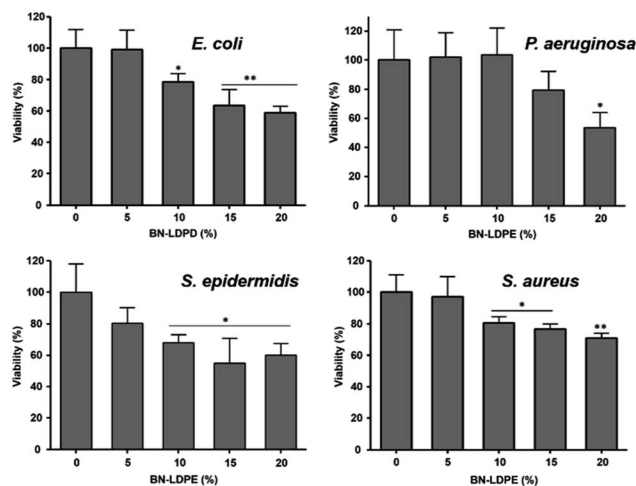 E. coli
120
100
80
60
40
20
0
Viability (%)
*
**
0 5 10 15 20
BN-LDPD (%)
P. aeruginosa
140
120
100
80
60
40
20
0
Viability (%)
*
0 5 10 15 20
BN-LDPE (%)
S. epidermidis
120
100
80
60
40
20
0
Viability (%)
*
0 5 10 15 20
BN-LDPE (%)
S. aureus
120
100
80
60
40
20
0
Viability (%)
*
**
0 5 10 15 20
BN-LDPE (%)